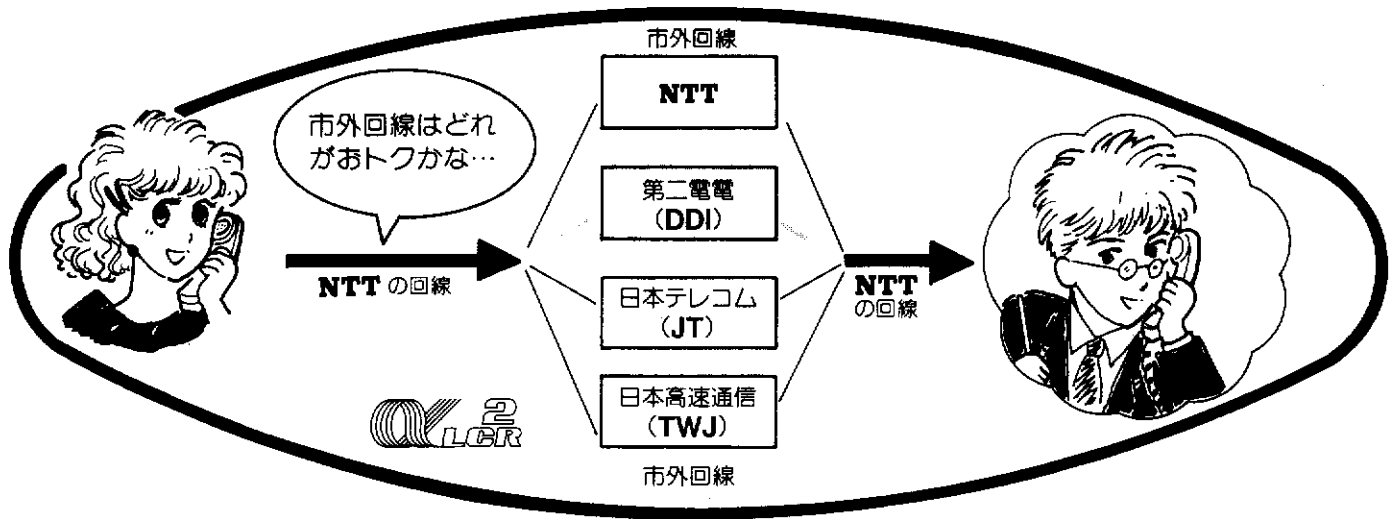 市外回線
NTT
市外回線はどれ
がおトクかな…
第二電電
(DDI)
NTT の回線
日本テレコム
(JT)
NTT
の回線
日本高速通信
(TWJ)
α LCR 2
市外回線